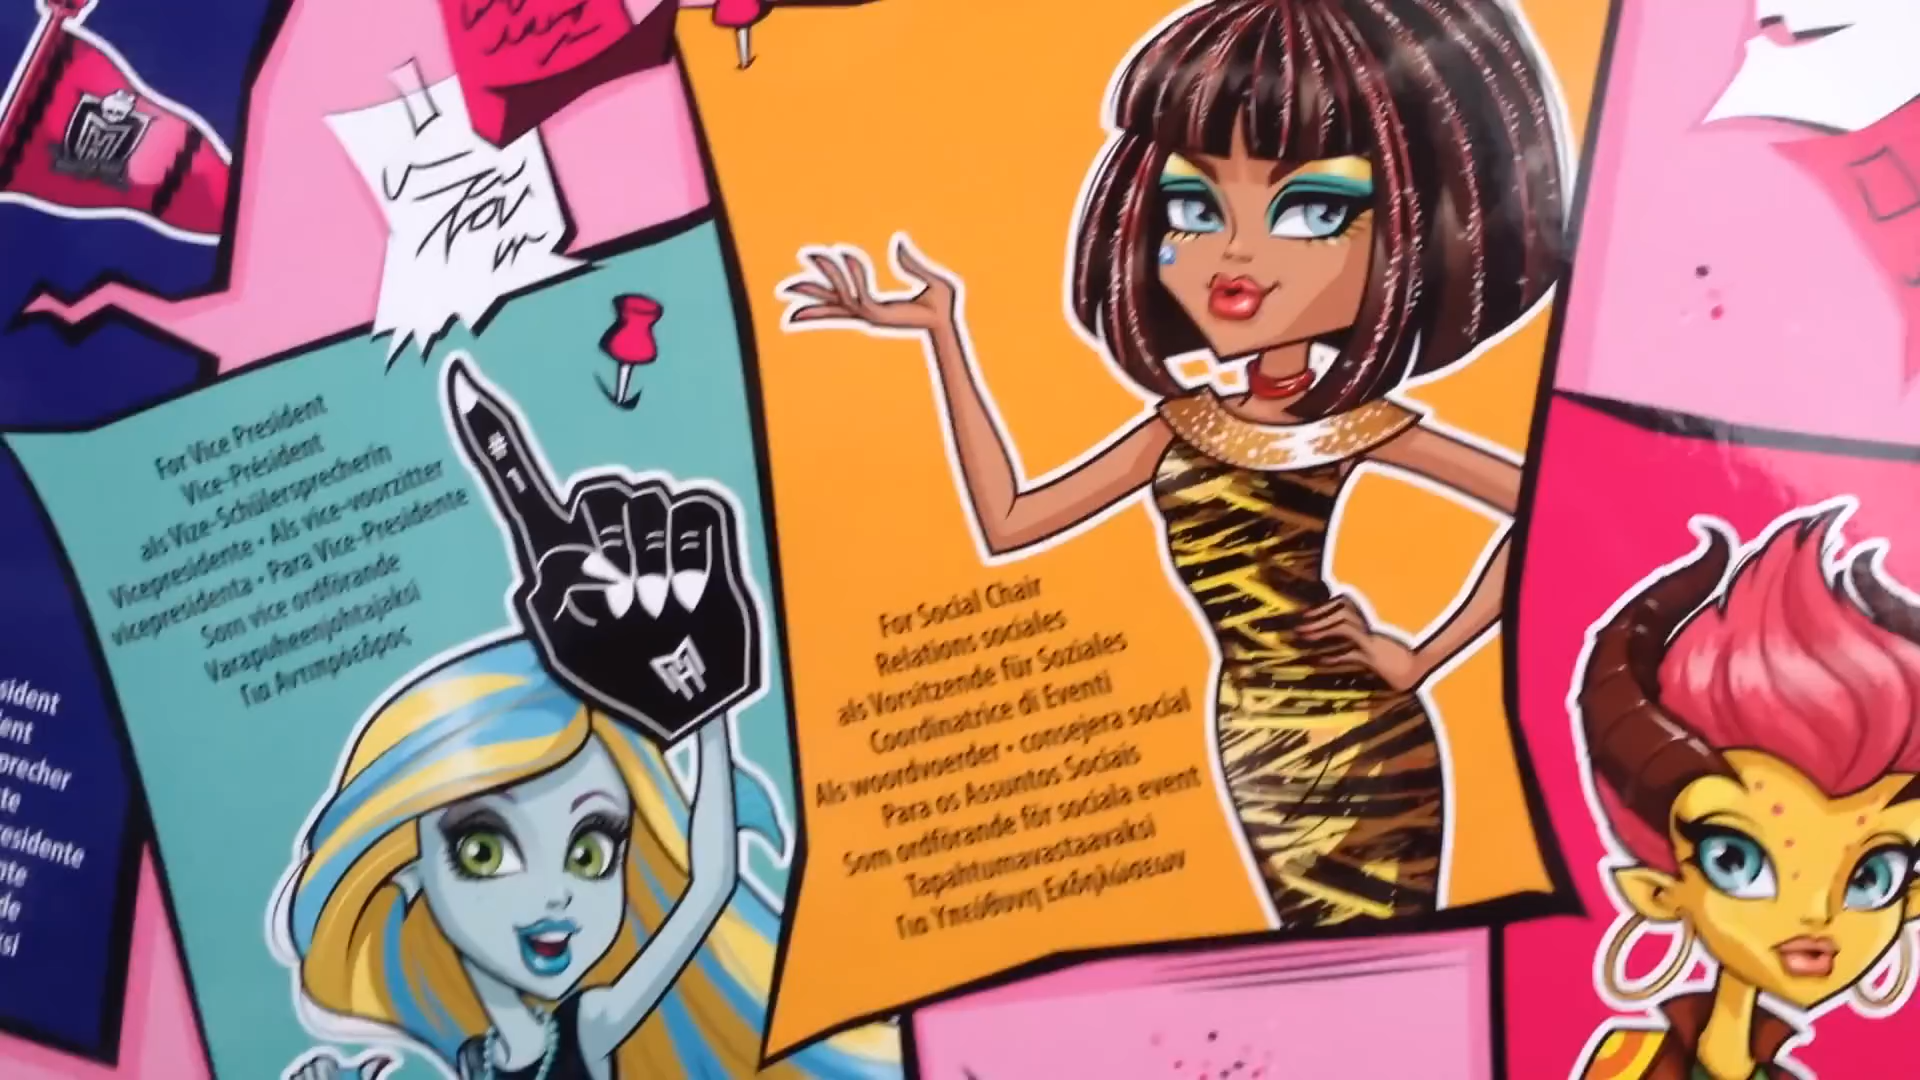 For Vice President
Vice-Président
als Vize-Schülersprecherin
Vicepresidente • Als vice-voorzitter
vicepresidenta • Para Vice-Presidente
Som vice ordförande
Varapuheenjohtajaksi
Για Αντιπρόεδρος
# 1
For Social Chair
Relations sociales
als Vorsitzende für Soziales
Coordinatrice di Eventi
Als woordvoerder • consejera social
Para os Assuntos Sociais
Som ordförande för sociala event
Tapahtumavastaavaksi
Για Υπεύθυνη Εκδηλώσεων
sident
ent
precher
te
residente
nte
de
ksi